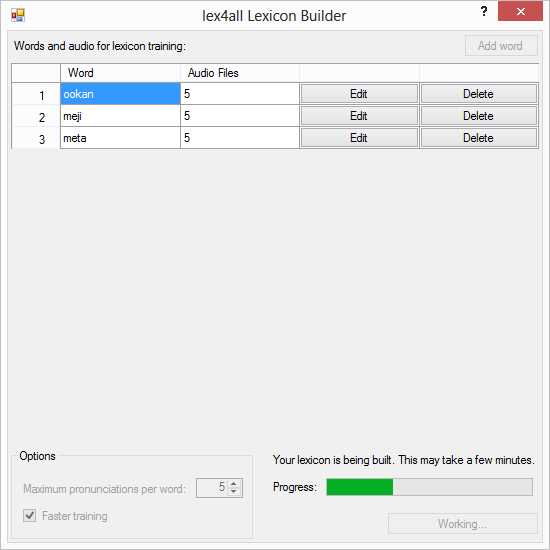 lex4all Lexicon Builder
Words and audio for lexicon training:
Add word
Word Audio Files
1 ookan 5 Edit Delete
2 meji 5 Edit Delete
3 meta 5 Edit Delete
Options
Maximum pronunciations per word: 5
Faster training
Your lexicon is being built. This may take a few minutes.
Progress:
Working...